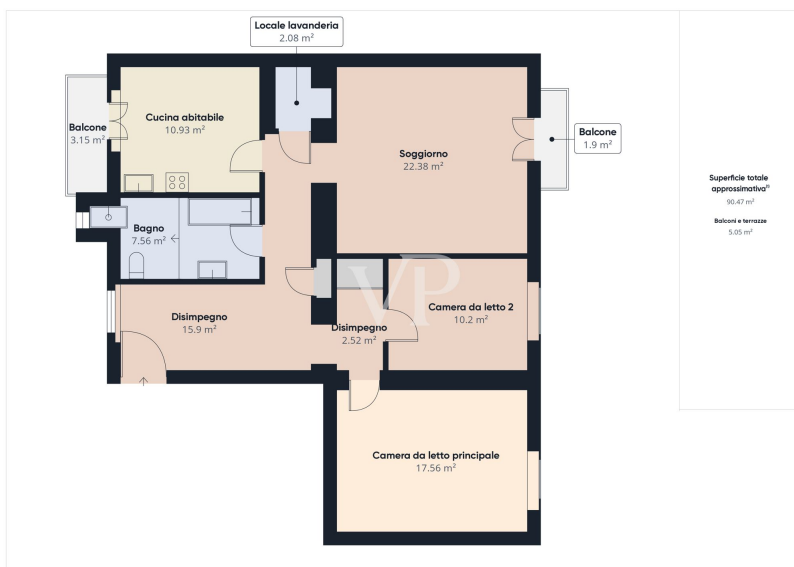 Locale lavanderia
2.08 m²
Cucina abitabile
10.93 m²
Balcone
3.15 m²
Balcone
1.9 m²
Soggiorno
22.38 m²
Superficie totale
approssimativa⁽¹⁾
90.47 m²
Balconi e terrazze
5.05 m²
Bagno
7.56 m²
VP
Disimpegno
15.9 m²
Disimpegno
2.52 m²
Camera da letto 2
10.2 m²
Camera da letto principale
17.56 m²